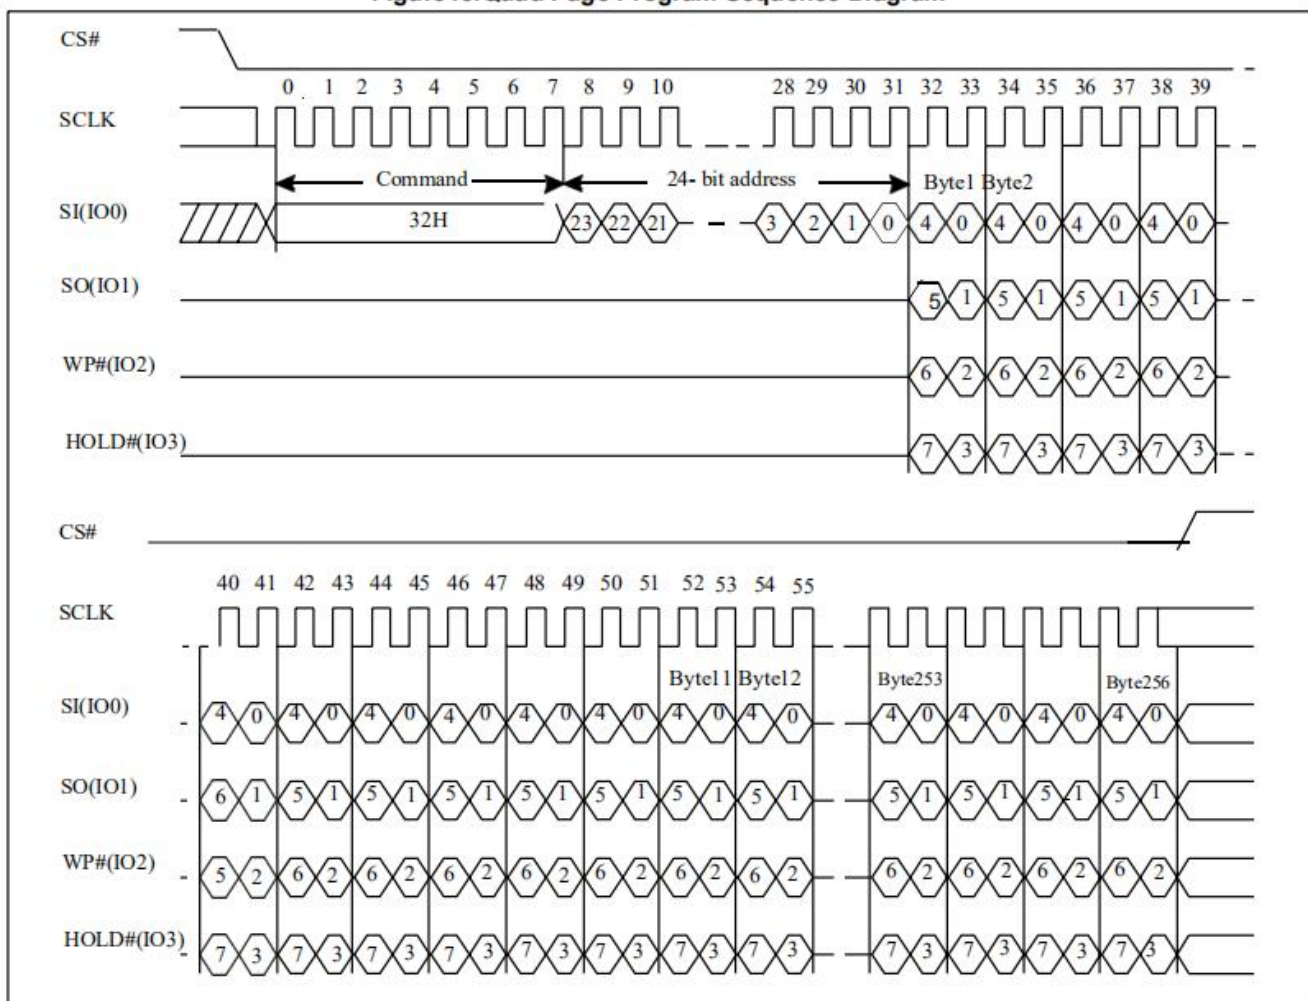 CS#
0 1 2 3 4 5 6 7 8 9 10 28 29 30 31 32 33 34 35 36 37 38 39
SCLK
Command 24- bit address Byte1 Byte2
SI(IO0) 32H 23 22 21 3 2 1 0 4 0 4 0 4 0 4 0
SO(IO1) 5 1 5 1 5 1 5 1
WP#(IO2) 6 2 6 2 6 2 6 2
HOLD#(IO3) 7 3 7 3 7 3 7 3
CS#
40 41 42 43 44 45 46 47 48 49 50 51 52 53 54 55
SCLK
Byte11 Byte12 Byte253 Byte256
SI(IO0) 4 0 4 0 4 0 4 0 4 0 4 0 4 0 4 0 4 0 4 0 4 0 4 0
SO(IO1) 6 1 5 1 5 1 5 1 5 1 5 1 5 1 5 1 5 1 5 1 5 1 5 1
WP#(IO2) 5 2 6 2 6 2 6 2 6 2 6 2 6 2 6 2 6 2 6 2 6 2 6 2
HOLD#(IO3) 7 3 7 3 7 3 7 3 7 3 7 3 7 3 7 3 7 3 7 3 7 3 7 3